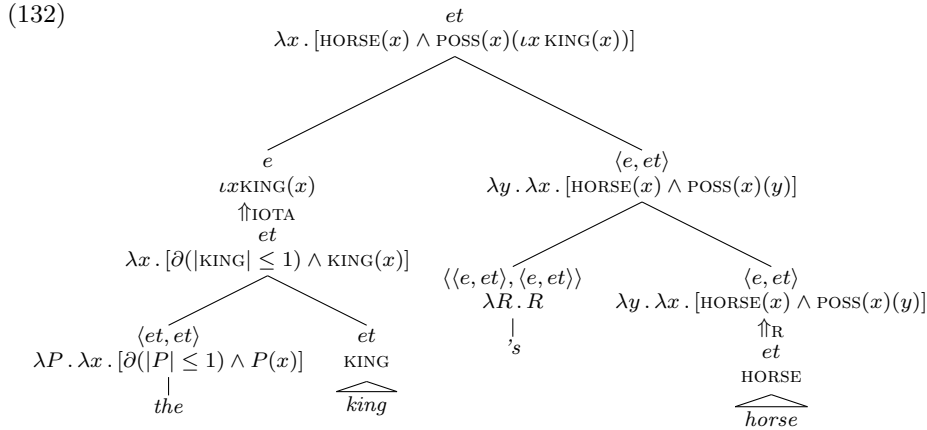 (132)
et
λx . [HORSE(x) ∧ POSS(x)(ιx KING(x))]
e
ιxKING(x)
⇑IOTA
et
λx . [∂(|KING| ≤ 1) ∧ KING(x)]
⟨et, et⟩
λP . λx . [∂(|P| ≤ 1) ∧ P(x)]
the
et
KING
king
⟨e, et⟩
λy . λx . [HORSE(x) ∧ POSS(x)(y)]
⟨⟨e, et⟩, ⟨e, et⟩⟩
λR . R
's
⟨e, et⟩
λy . λx . [HORSE(x) ∧ POSS(x)(y)]
⇑R
et
HORSE
horse